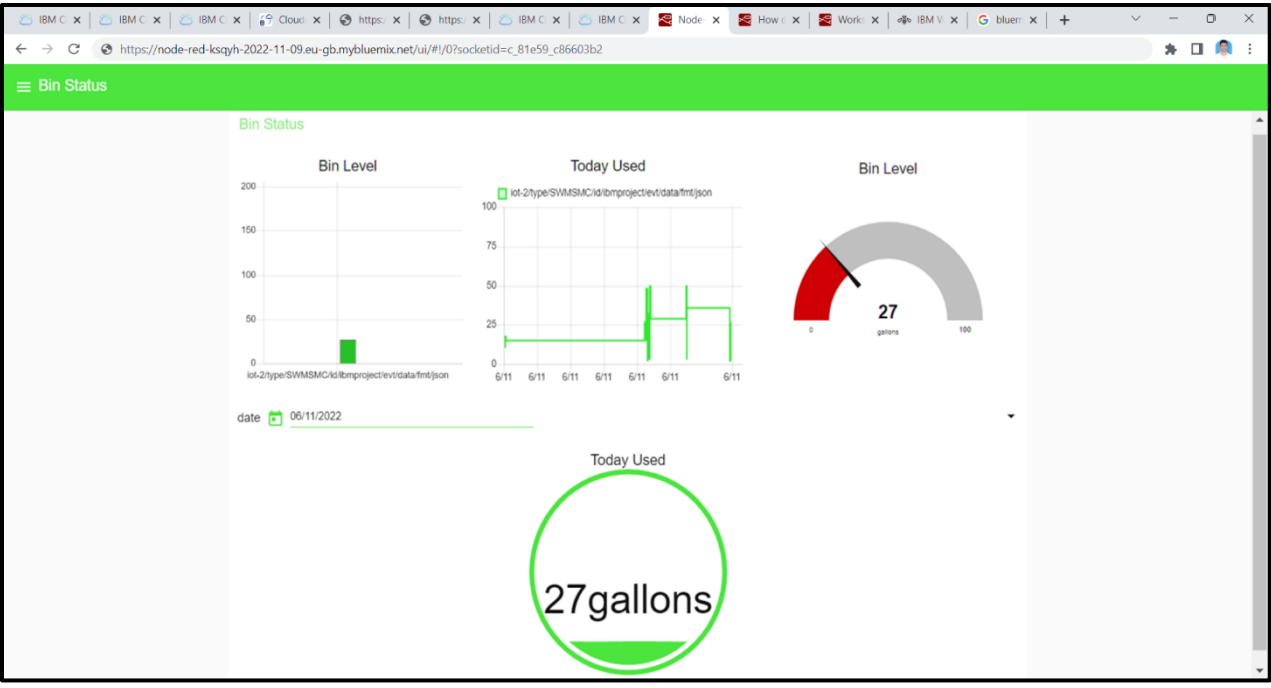 IBM C
IBM C
IBM C
Cloud
https:/
https:/
IBM C
IBM C
Node-
How c
Works
IBM V
bluem
https://node-red-ksqyh-2022-11-09.eu-gb.mybluemix.net/ui/#!/0?socketid=c_81e59_c86603b2
Bin Status
Bin Status
Bin Level
200
150
100
50
0
iot-2/type/SWMSMC/id/ibmproject/evt/data/fmt/json
Today Used
iot-2/type/SWMSMC/id/ibmproject/evt/data/fmt/json
100
75
50
25
0
6/11 6/11 6/11 6/11 6/11 6/11 6/11
Bin Level
27
gallons
0 100
date 06/11/2022
Today Used
27gallons